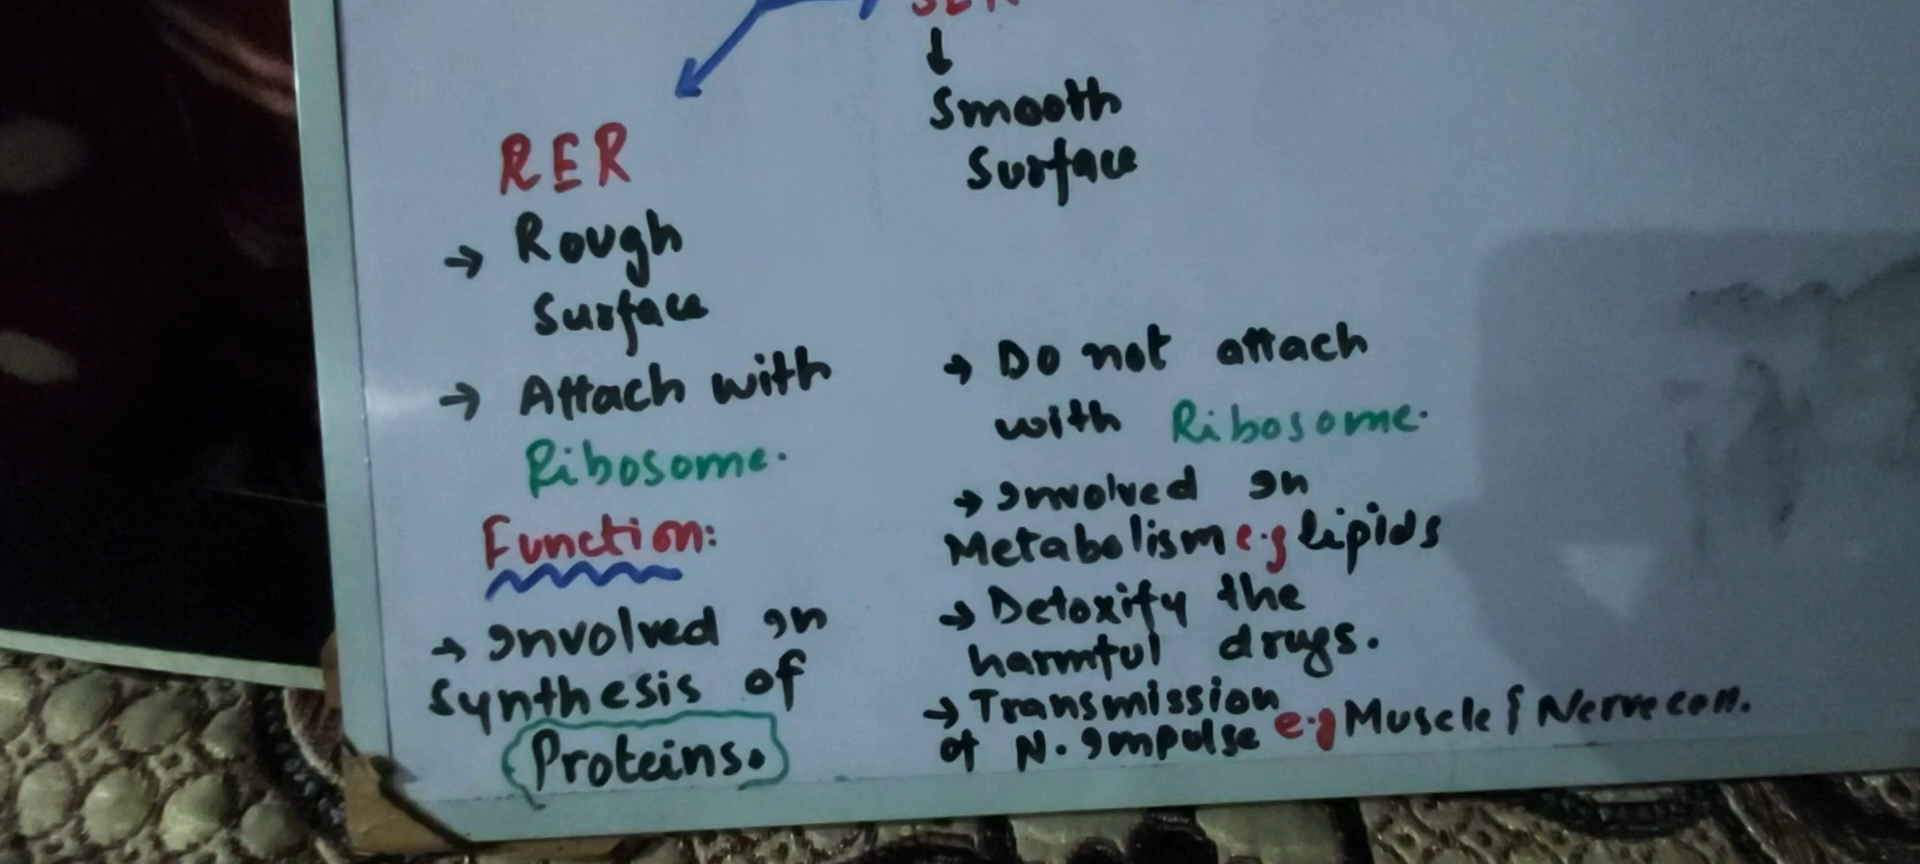 SER
Smooth
Surface
RER
→ Rough
Surface
→ Attach with
Ribosome.
Function:
→ Involved In
Synthesis of
Proteins.
→ Do not attach
with Ribosome.
→ Involved In
Metabolism e.g lipids
→ Detoxify the
harmful drugs.
→ Transmission
of N. Impulse e.g Muscle & Nerve cell.